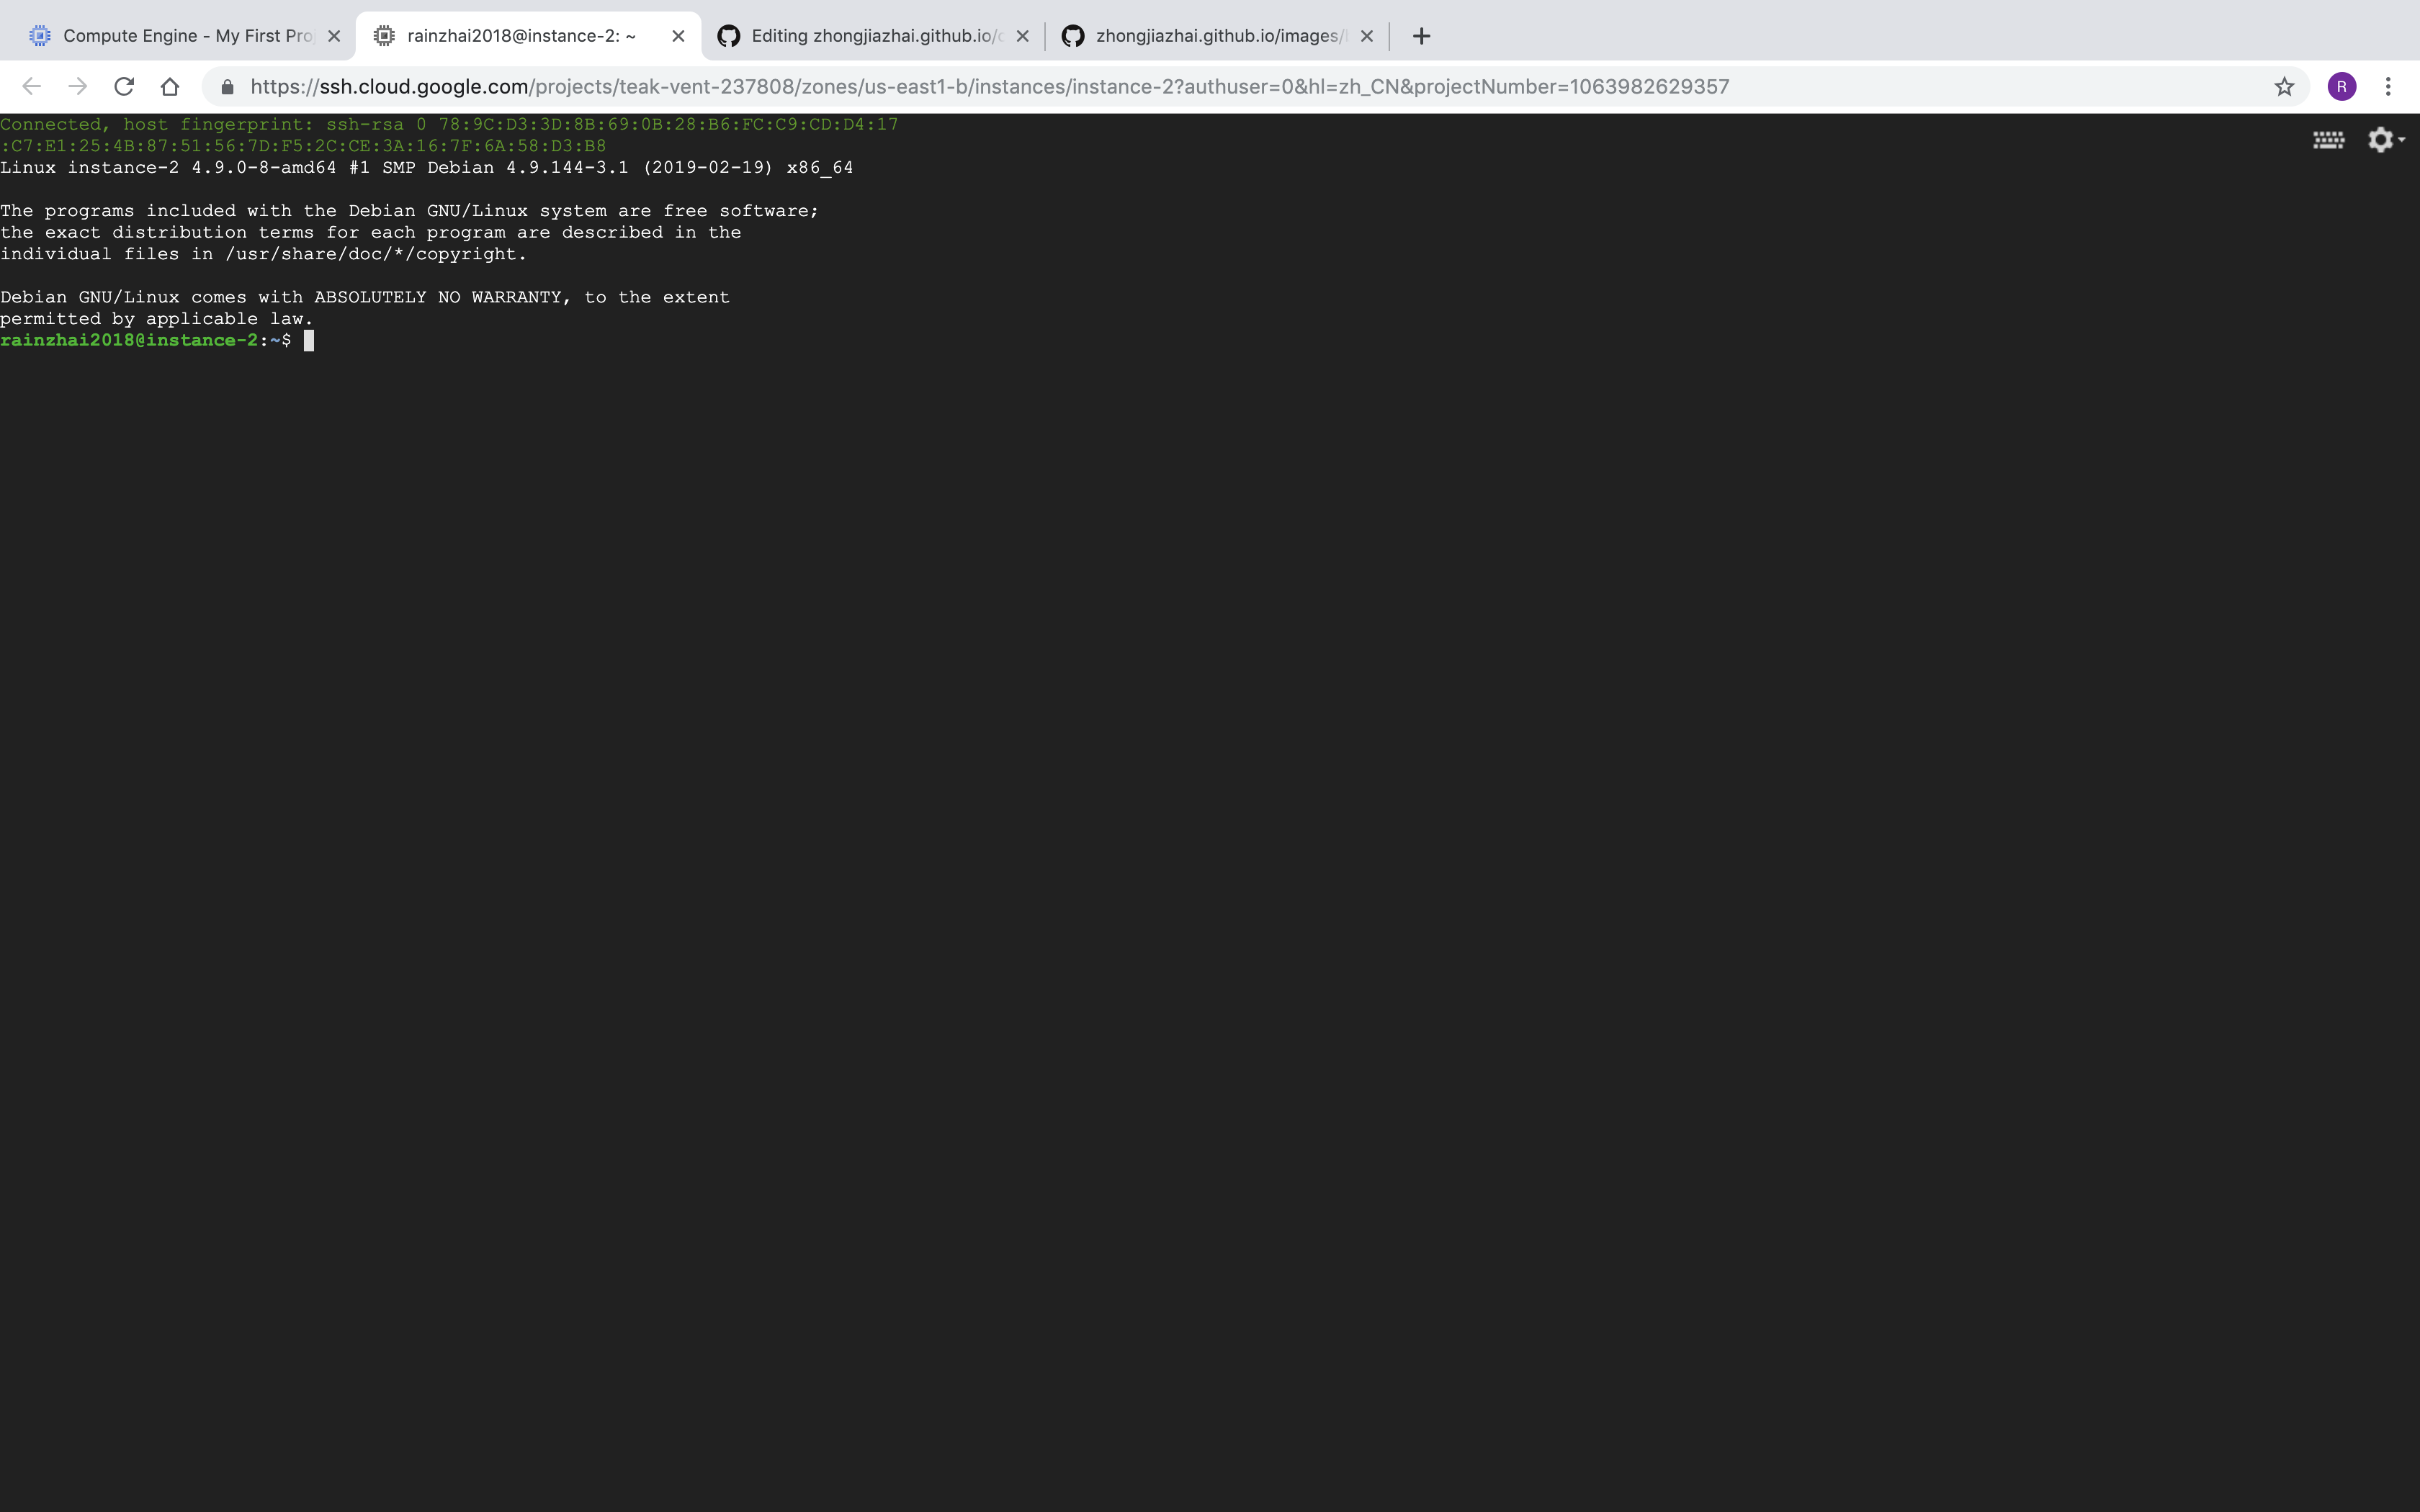 Compute Engine - My First Proj
rainzhai2018@instance-2: ~
Editing zhongjiazhai.github.io/
zhongjiazhai.github.io/images/
https://ssh.cloud.google.com/projects/teak-vent-237808/zones/us-east1-b/instances/instance-2?authuser=0&hl=zh_CN&projectNumber=1063982629357
R
Connected, host fingerprint: ssh-rsa 0 78:9C:D3:3D:8B:69:0B:28:B6:FC:C9:CD:D4:17
:C7:E1:25:4B:87:51:56:7D:F5:2C:CE:3A:16:7F:6A:58:D3:B8
Linux instance-2 4.9.0-8-amd64 #1 SMP Debian 4.9.144-3.1 (2019-02-19) x86_64
The programs included with the Debian GNU/Linux system are free software;
the exact distribution terms for each program are described in the
individual files in /usr/share/doc/*/copyright.
Debian GNU/Linux comes with ABSOLUTELY NO WARRANTY, to the extent
permitted by applicable law.
rainzhai2018@instance-2:~$